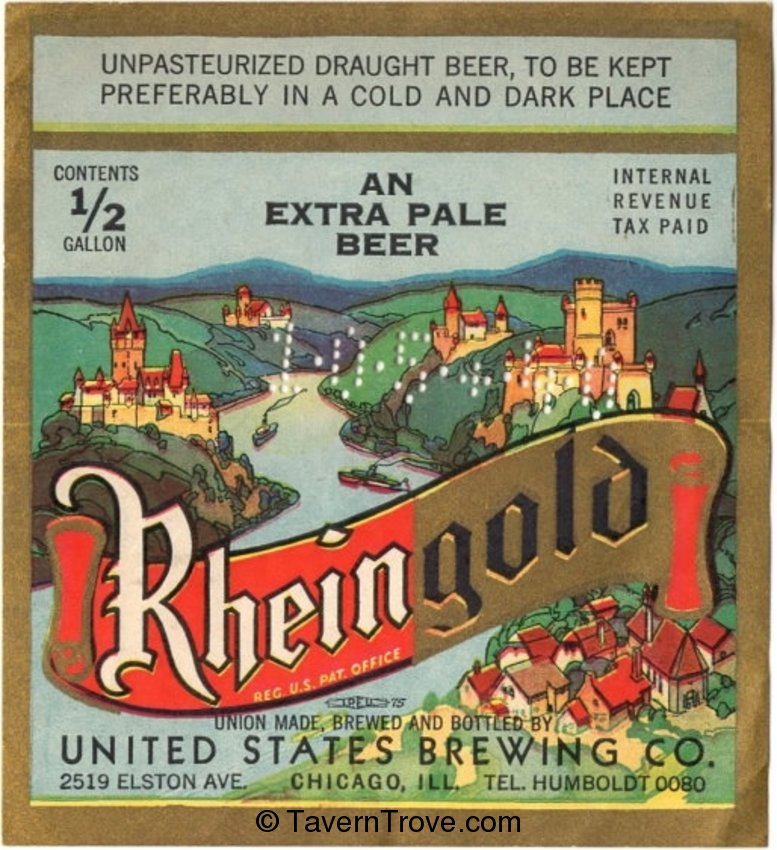 UNPASTEURIZED DRAUGHT BEER, TO BE KEPT
PREFERABLY IN A COLD AND DARK PLACE
CONTENTS
1/2
GALLON
AN
EXTRA PALE
BEER
INTERNAL
REVENUE
TAX PAID
Rheingold
REG. U.S. PAT. OFFICE
UNION MADE, BREWED AND BOTTLED BY
UNITED STATES BREWING CO.
2519 ELSTON AVE. CHICAGO, ILL. TEL. HUMBOLDT 0080
© TavernTrove.com